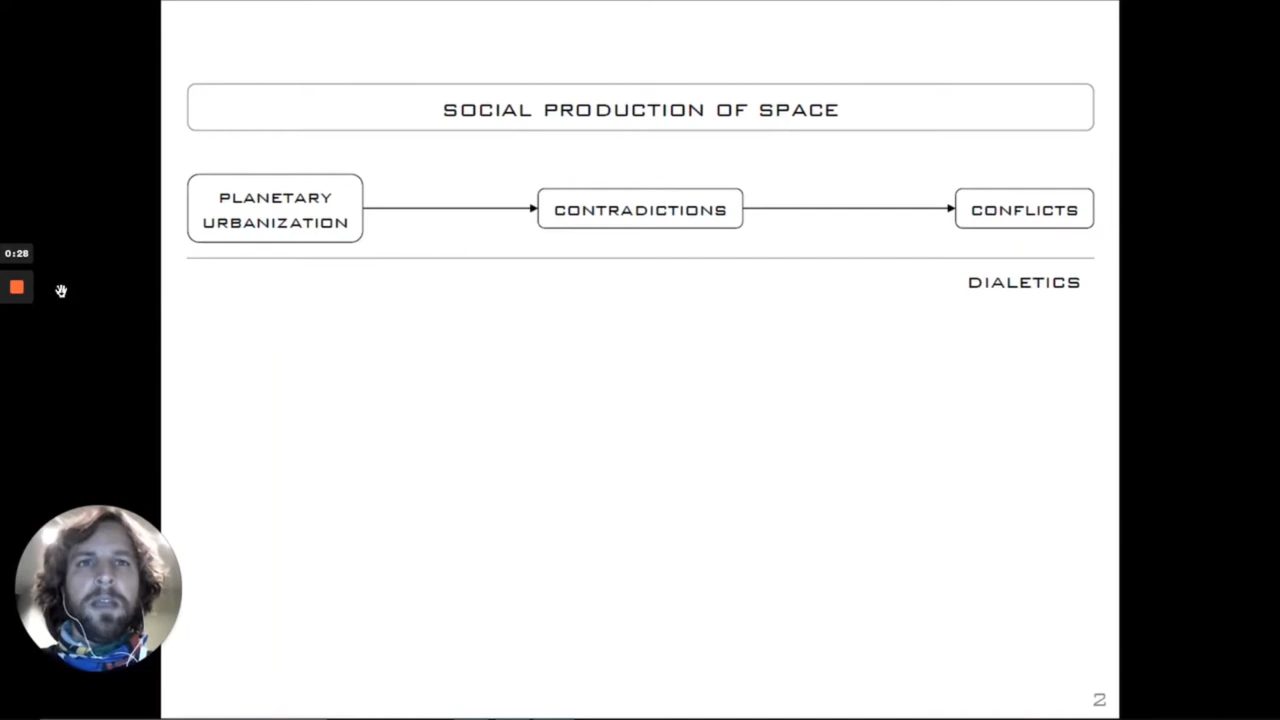 SOCIAL PRODUCTION OF SPACE
PLANETARY
URBANIZATION
CONTRADICTIONS
CONFLICTS
DIALETICS
0:28
2